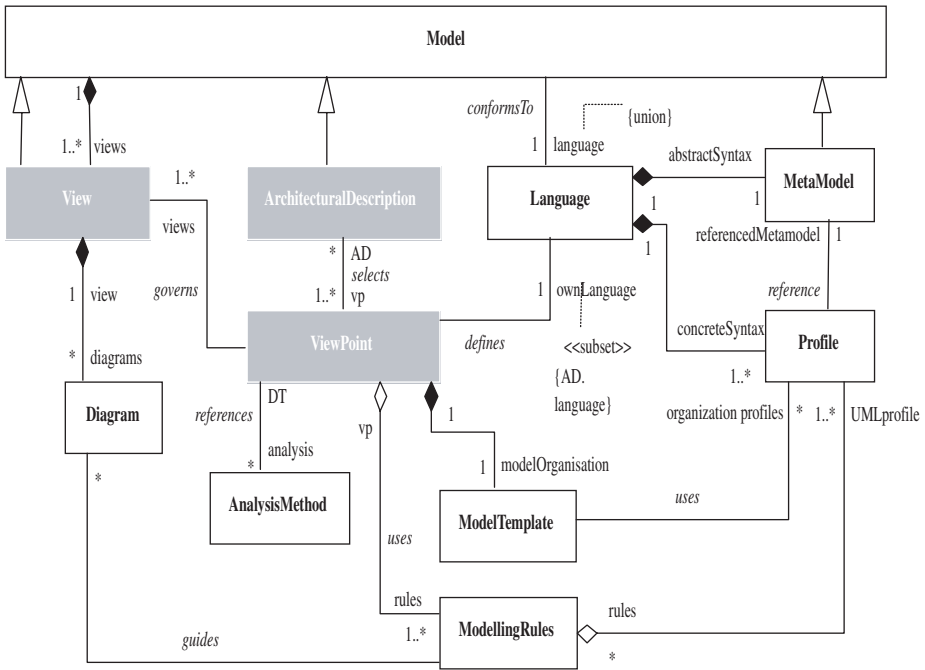 Model
1
1..*
views
conformsTo
1
language
{union}
abstractSyntax
1
1
View
1..*
views
ArchitecturalDescription
Language
MetaModel
1
referencedMetamodel
1
*
AD
selects
1..*
vp
1
view
governs
1
ownLanguage
reference
ViewPoint
defines
concreteSyntax
Profile
<<subset>>
{AD.
language}
1..*
*
diagrams
Diagram
DT
references
analysis
*
vp
1
organization profiles
*
1..*
UMLprofile
*
AnalysisMethod
1
modelOrganisation
ModelTemplate
uses
uses
rules
1..*
ModellingRules
rules
*
guides